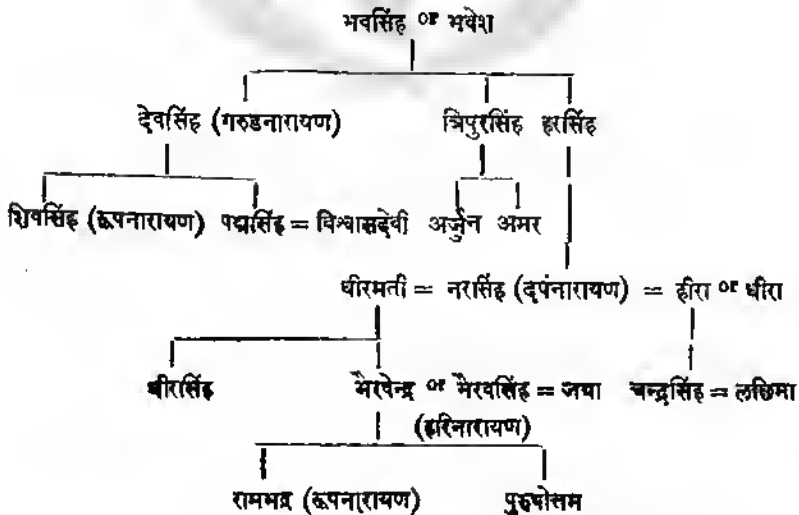 भवसिंह or भवेश
देवसिंह (गरुडनारायण) त्रिपुरसिंह हरसिंह
शिवसिंह (रूपनारायण) पद्मसिंह = विश्वासदेवी अर्जुन अमर
धीरमती = नरसिंह (दर्पनारायण) = हीरा or धीरा
धीरसिंह भैरवेन्द्र or भैरवसिंह = जया चन्द्रसिंह = लछिमा
(हरिनारायण)
रामभद्र (रूपनारायण) पुरुषोत्तम